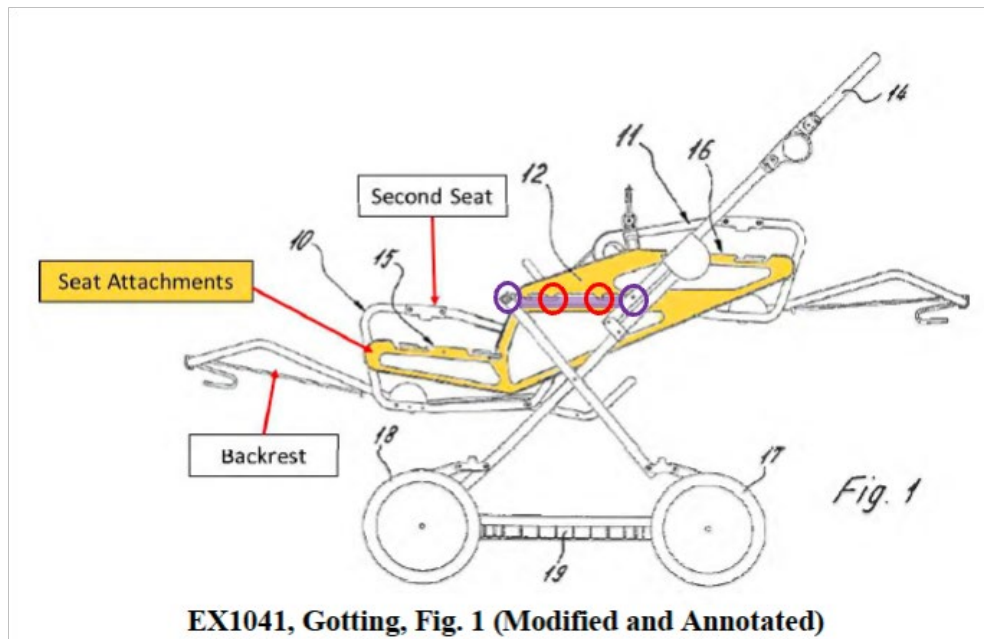 14
11
16
12
Second Seat
10
15
Seat Attachments
Backrest
18
17
Fig. 1
19
EX1041, Gotting, Fig. 1 (Modified and Annotated)